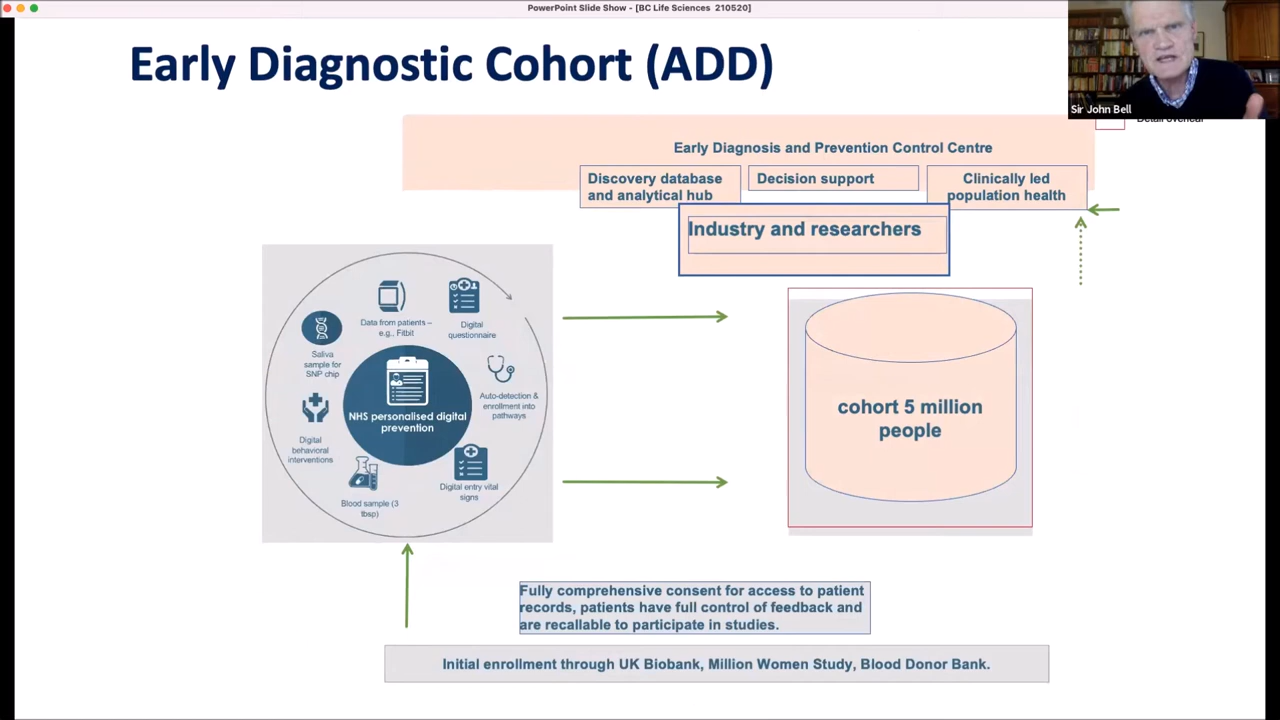 PowerPoint Slide Show - [BC Life Sciences 210520]
Early Diagnostic Cohort (ADD)
Sir John Bell
Early Diagnosis and Prevention Control Centre
Discovery database
and analytical hub
Decision support
Clinically led
population health
Industry and researchers
Data from patients –
e.g., Fitbit
Digital
questionnaire
Saliva
sample for
SNP chip
Auto-detection &
enrollment into
pathways
NHS personalised digital
prevention
Digital
behavioral
interventions
Digital entry vital
signs
Blood sample (3
tbsp)
cohort 5 million
people
Fully comprehensive consent for access to patient
records, patients have full control of feedback and
are recallable to participate in studies.
Initial enrollment through UK Biobank, Million Women Study, Blood Donor Bank.